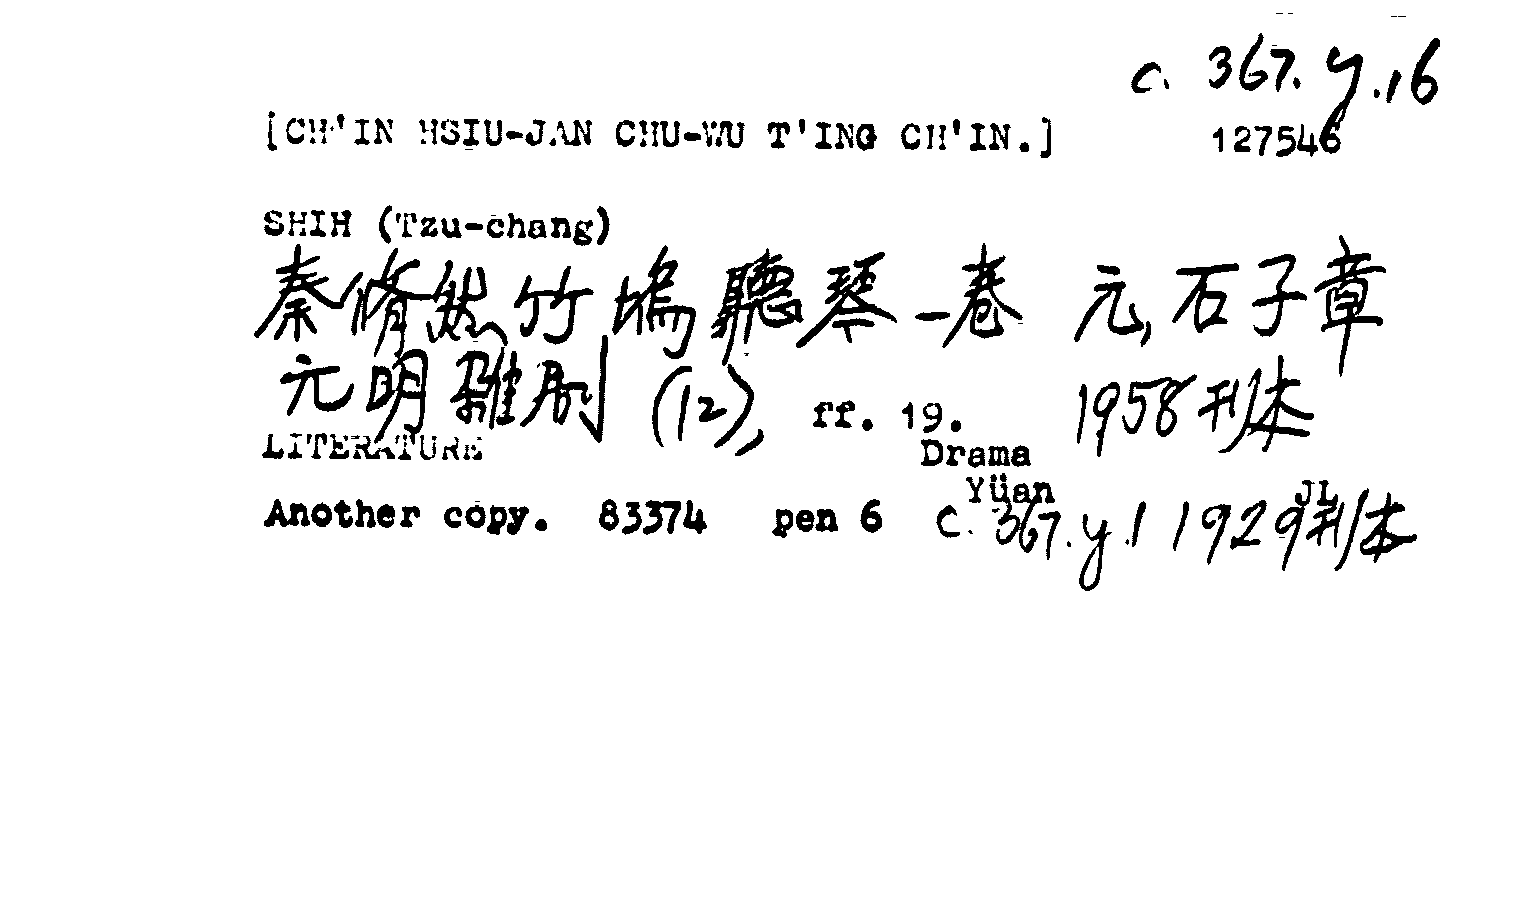 c. 367.y.16
[CH'IN HSIU-JAN CHU-WU T'ING CH'IN.] 127546
SHIH (Tzu-chang)
秦脩然竹塢聽琴一卷 元,石子章
元明雜劇 (12), ff. 19. 1958刊本
LITERATURE Drama
Yüan JL
Another copy. 83374 pen 6 C. 367.y.1 1929刊本